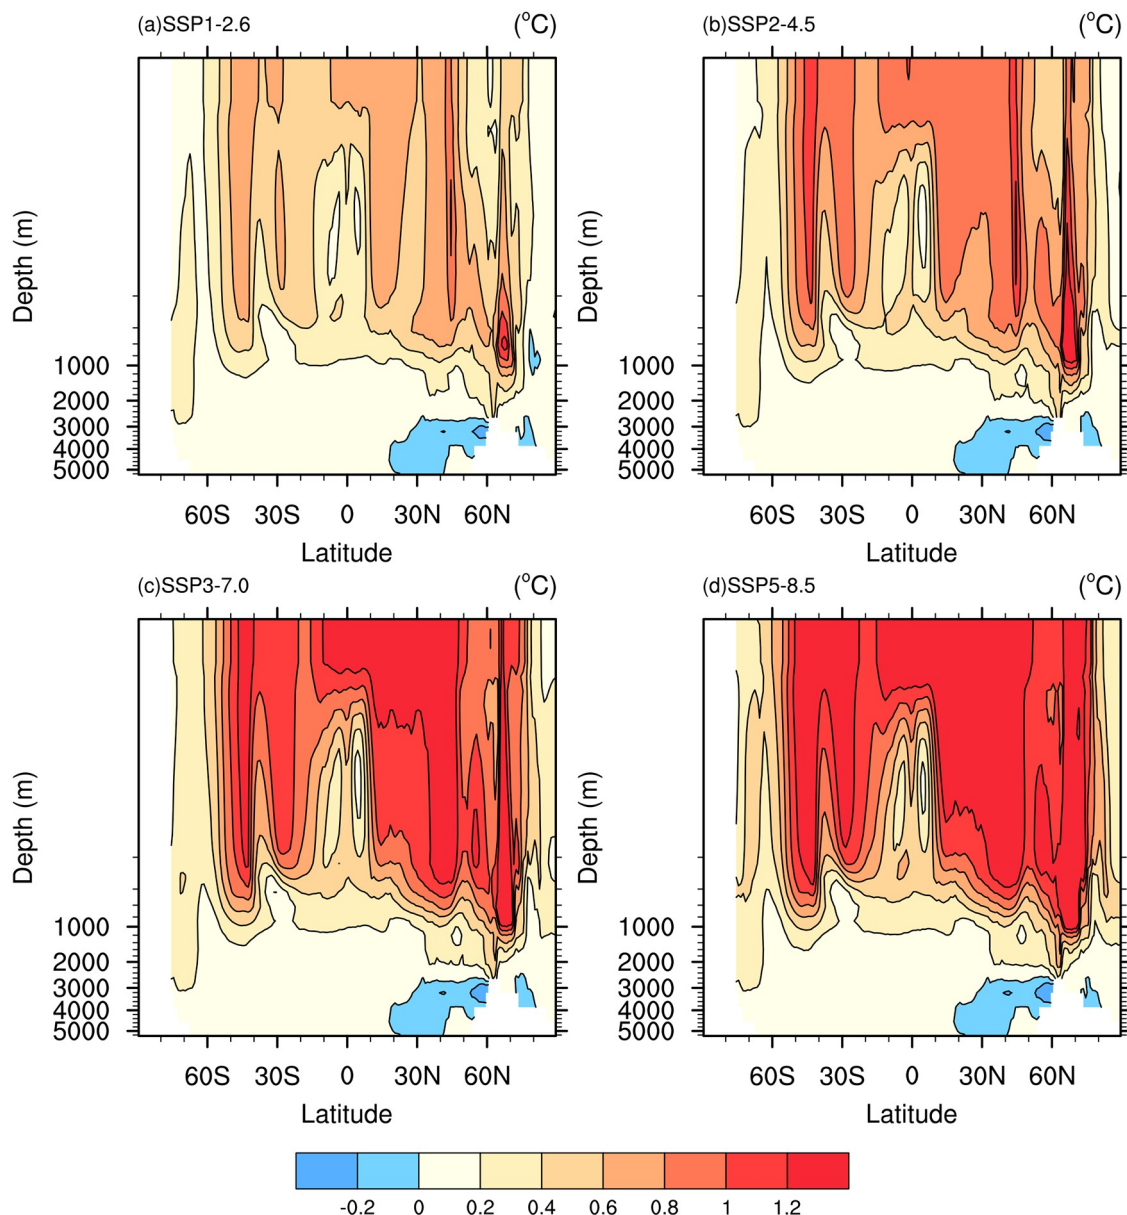 (a)SSP1-2.6 (°C) (b)SSP2-4.5 (°C)
Depth (m) Depth (m)
1000 1000
2000 2000
3000 3000
4000 4000
5000 5000
60S 30S 0 30N 60N 60S 30S 0 30N 60N
Latitude Latitude
(c)SSP3-7.0 (°C) (d)SSP5-8.5 (°C)
Depth (m) Depth (m)
1000 1000
2000 2000
3000 3000
4000 4000
5000 5000
60S 30S 0 30N 60N 60S 30S 0 30N 60N
Latitude Latitude
-0.2 0 0.2 0.4 0.6 0.8 1 1.2